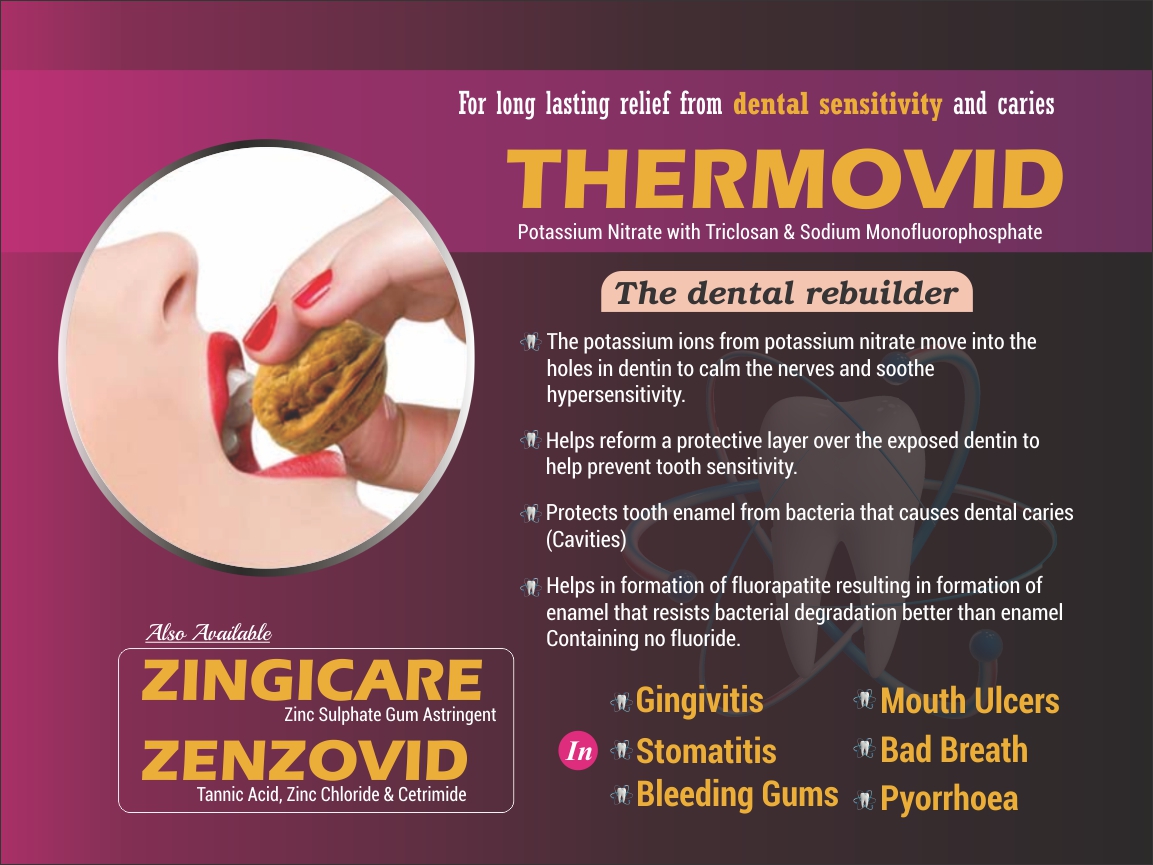 For long lasting relief from dental sensitivity and caries
THERMOVID
Potassium Nitrate with Triclosan & Sodium Monofluorophosphate
The dental rebuilder
The potassium ions from potassium nitrate move into the
holes in dentin to calm the nerves and soothe
hypersensitivity.
Helps reform a protective layer over the exposed dentin to
help prevent tooth sensitivity.
Protects tooth enamel from bacteria that causes dental caries
(Cavities)
Helps in formation of fluorapatite resulting in formation of
enamel that resists bacterial degradation better than enamel
Containing no fluoride.
Also Available
ZINGICARE
Zinc Sulphate Gum Astringent
ZENZOVID
Tannic Acid, Zinc Chloride & Cetrimide
In
Gingivitis
Stomatitis
Bleeding Gums
Mouth Ulcers
Bad Breath
Pyorrhoea